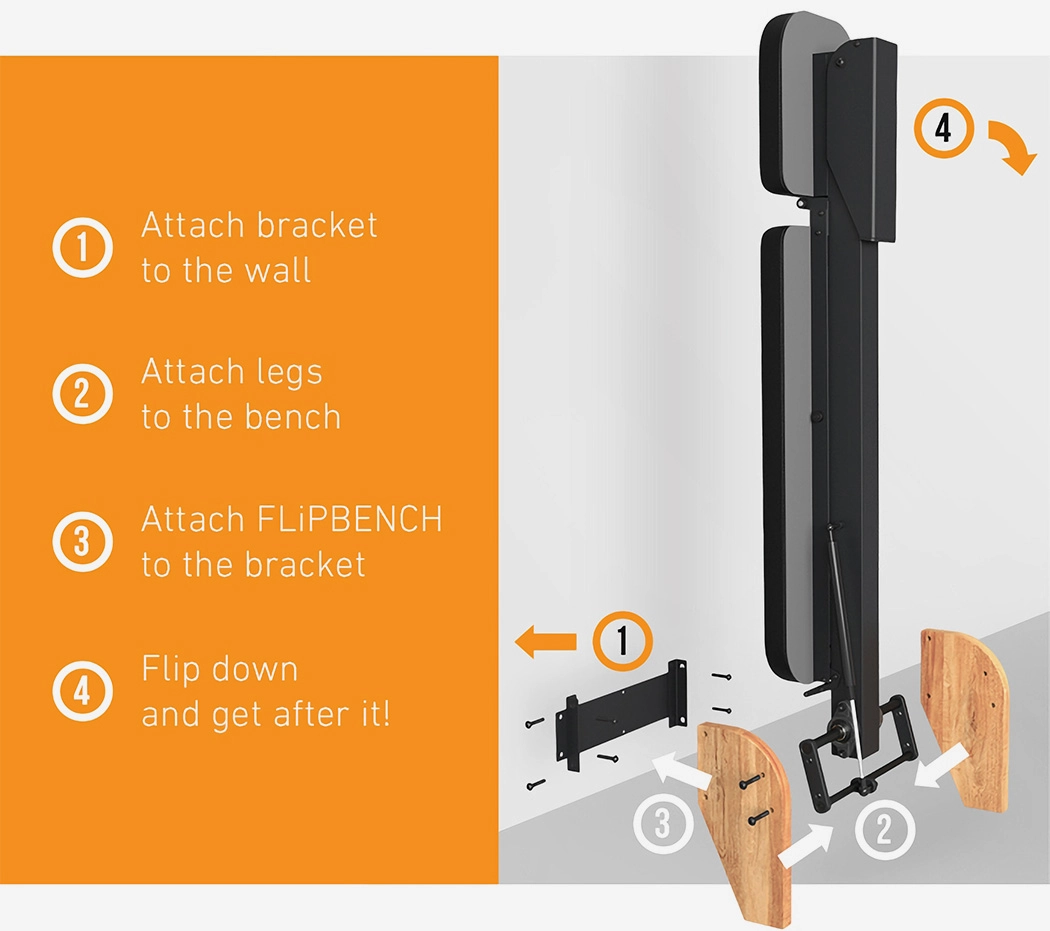 1
Attach bracket
to the wall
2
Attach legs
to the bench
3
Attach FLiPBENCH
to the bracket
4
Flip down
and get after it!
4
1
3
2